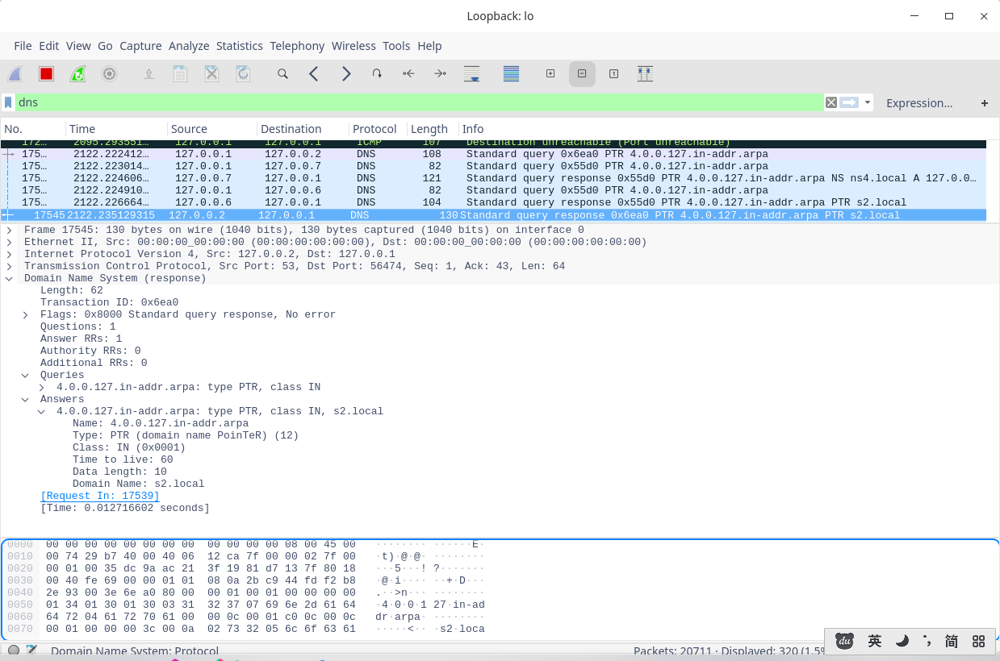 Loopback: lo
File Edit View Go Capture Analyze Statistics Telephony Wireless Tools Help
dns Expression… +
No. Time Source Destination Protocol Length Info
172… 2095.293551… 127.0.0.1 127.0.0.1 ICMP 107 Destination unreachable (Port unreachable)
175… 2122.222412… 127.0.0.1 127.0.0.2 DNS 108 Standard query 0x6ea0 PTR 4.0.0.127.in-addr.arpa
175… 2122.223014… 127.0.0.1 127.0.0.7 DNS 82 Standard query 0x55d0 PTR 4.0.0.127.in-addr.arpa
175… 2122.224606… 127.0.0.7 127.0.0.1 DNS 121 Standard query response 0x55d0 PTR 4.0.0.127.in-addr.arpa NS ns4.local A 127.0.0…
175… 2122.224910… 127.0.0.1 127.0.0.6 DNS 82 Standard query 0x55d0 PTR 4.0.0.127.in-addr.arpa
175… 2122.226664… 127.0.0.6 127.0.0.1 DNS 104 Standard query response 0x55d0 PTR 4.0.0.127.in-addr.arpa PTR s2.local
17545 2122.235129315 127.0.0.2 127.0.0.1 DNS 130 Standard query response 0x6ea0 PTR 4.0.0.127.in-addr.arpa PTR s2.local
Frame 17545: 130 bytes on wire (1040 bits), 130 bytes captured (1040 bits) on interface 0
Ethernet II, Src: 00:00:00_00:00:00 (00:00:00:00:00:00), Dst: 00:00:00_00:00:00 (00:00:00:00:00:00)
Internet Protocol Version 4, Src: 127.0.0.2, Dst: 127.0.0.1
Transmission Control Protocol, Src Port: 53, Dst Port: 56474, Seq: 1, Ack: 43, Len: 64
Domain Name System (response)
Length: 62
Transaction ID: 0x6ea0
Flags: 0x8000 Standard query response, No error
Questions: 1
Answer RRs: 1
Authority RRs: 0
Additional RRs: 0
Queries
4.0.0.127.in-addr.arpa: type PTR, class IN
Answers
4.0.0.127.in-addr.arpa: type PTR, class IN, s2.local
Name: 4.0.0.127.in-addr.arpa
Type: PTR (domain name PoinTeR) (12)
Class: IN (0x0001)
Time to live: 60
Data length: 10
Domain Name: s2.local
[Request In: 17539]
[Time: 0.012716602 seconds]
0000 00 00 00 00 00 00 00 00 00 00 00 00 08 00 45 00 ········ ······E·
0010 00 74 29 b7 40 00 40 06 12 ca 7f 00 00 02 7f 00 ·t)·@·@· ········
0020 00 01 00 35 dc 9a ac 21 3f 19 81 d7 13 7f 80 18 ···5···! ?·······
0030 00 40 fe 69 00 00 01 01 08 0a 2b c9 44 fd f2 b8 ·@·i···· ··+·D···
0040 2e 93 00 3e 6e a0 80 00 00 01 00 01 00 00 00 00 .··>n··· ········
0050 01 34 01 30 01 30 03 31 32 37 07 69 6e 2d 61 64 ·4·0·0·1 27·in-ad
0060 64 72 04 61 72 70 61 00 00 0c 00 01 c0 0c 00 0c dr·arpa· ········
0070 00 01 00 00 00 3c 00 0a 02 73 32 05 6c 6f 63 61 ·····<·· ·s2·loca
Domain Name System: Protocol Packets: 20711 · Displayed: 320 (1.5%
du 英 简